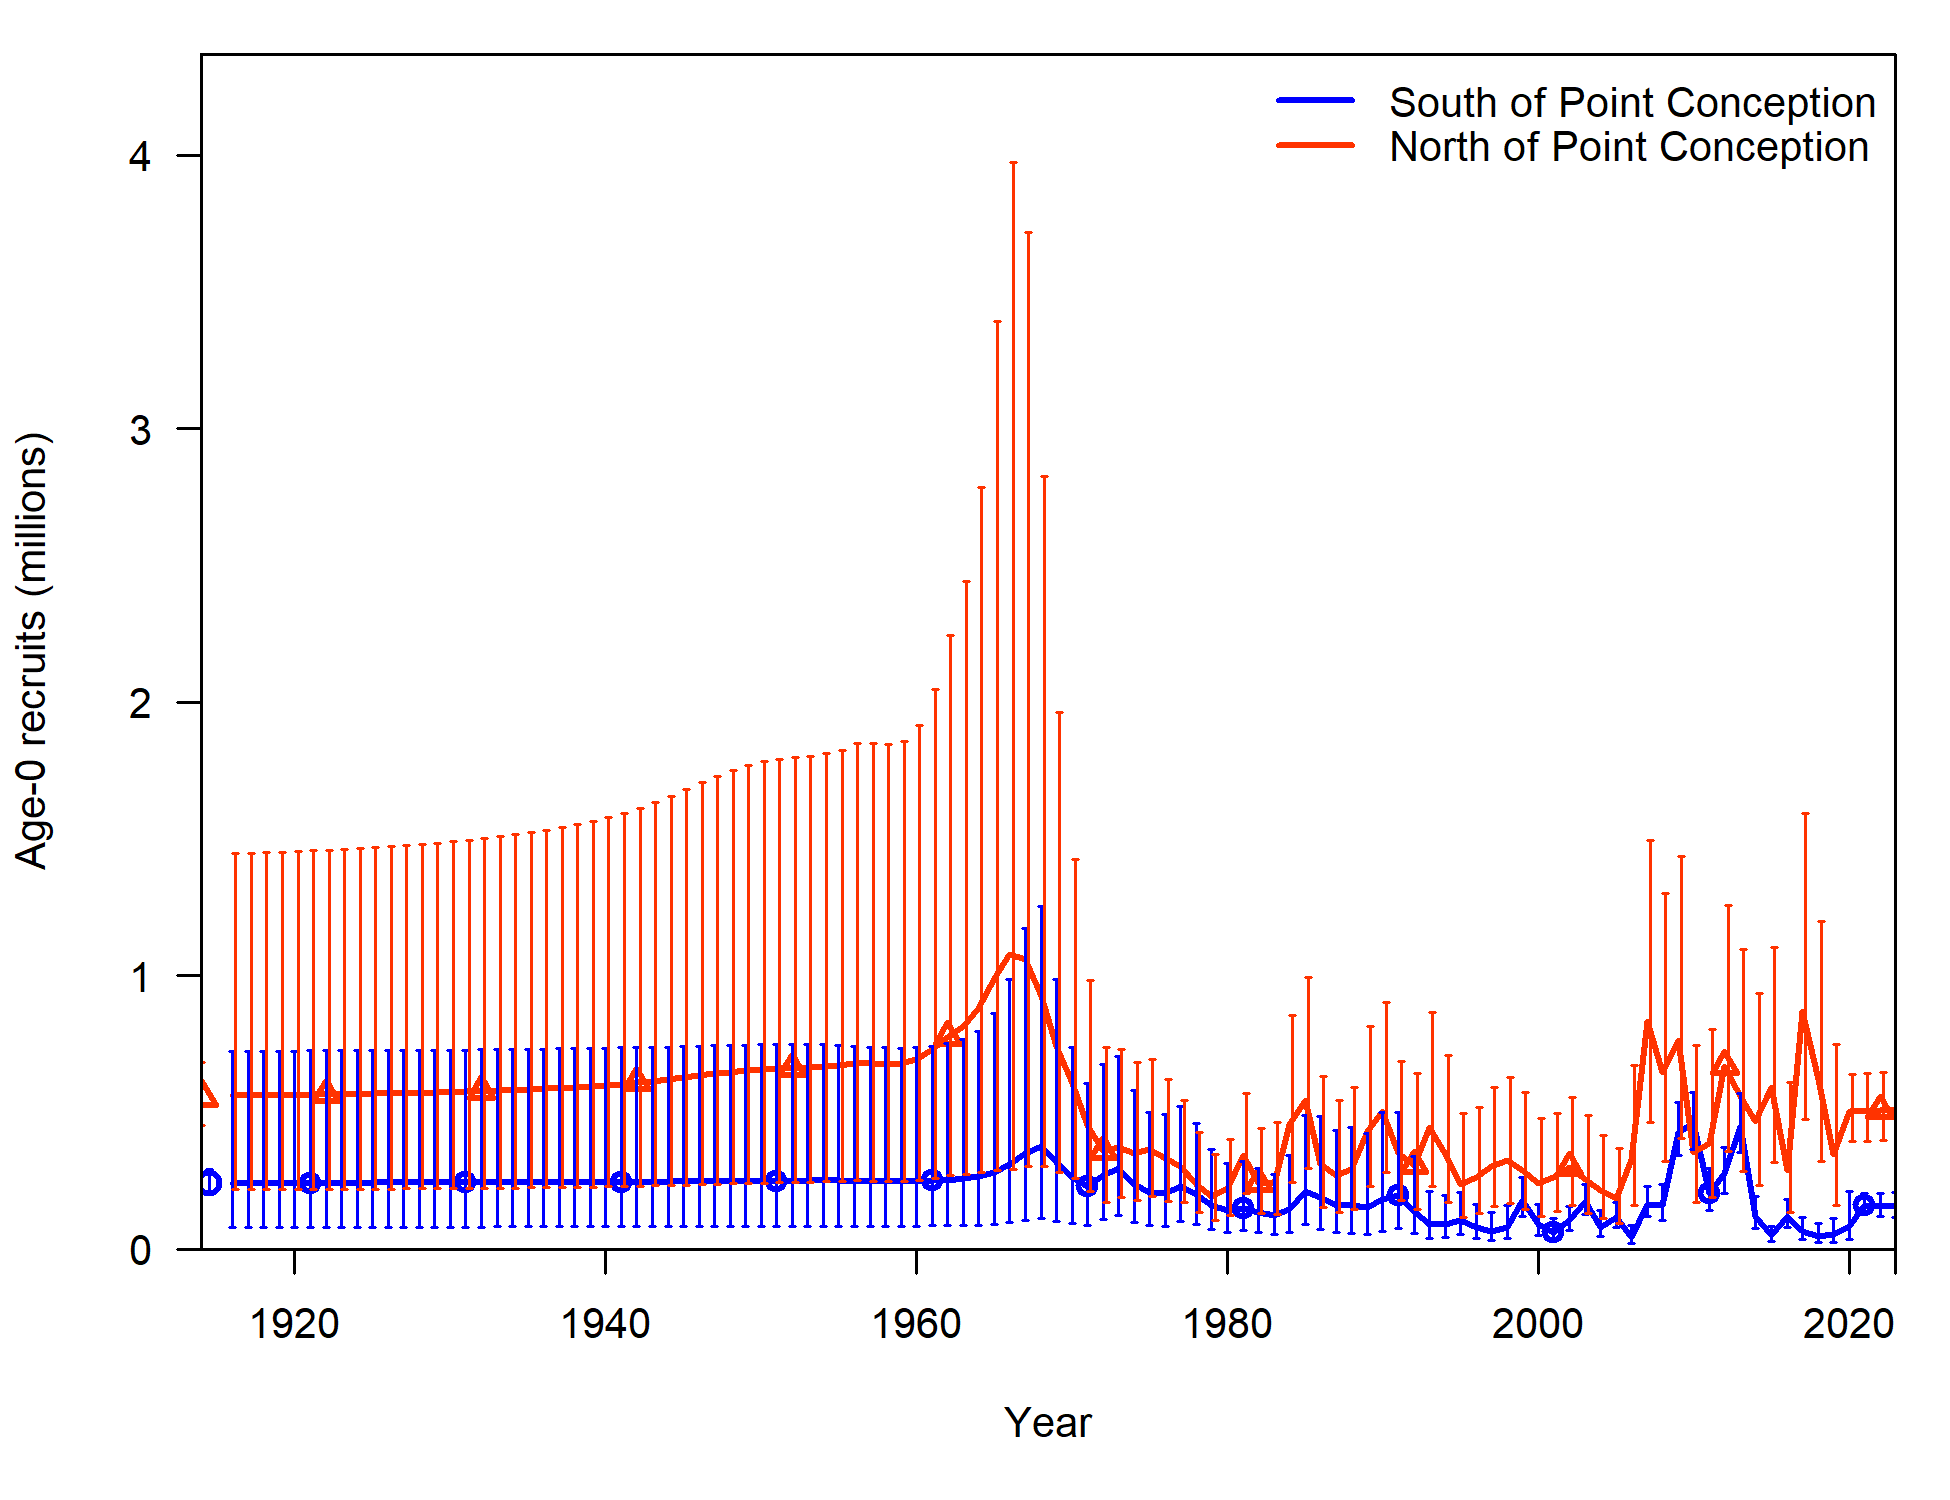 South of Point Conception
North of Point Conception
Age-0 recruits (millions)
4
3
2
1
0
1920 1940 1960 1980 2000 2020
Year